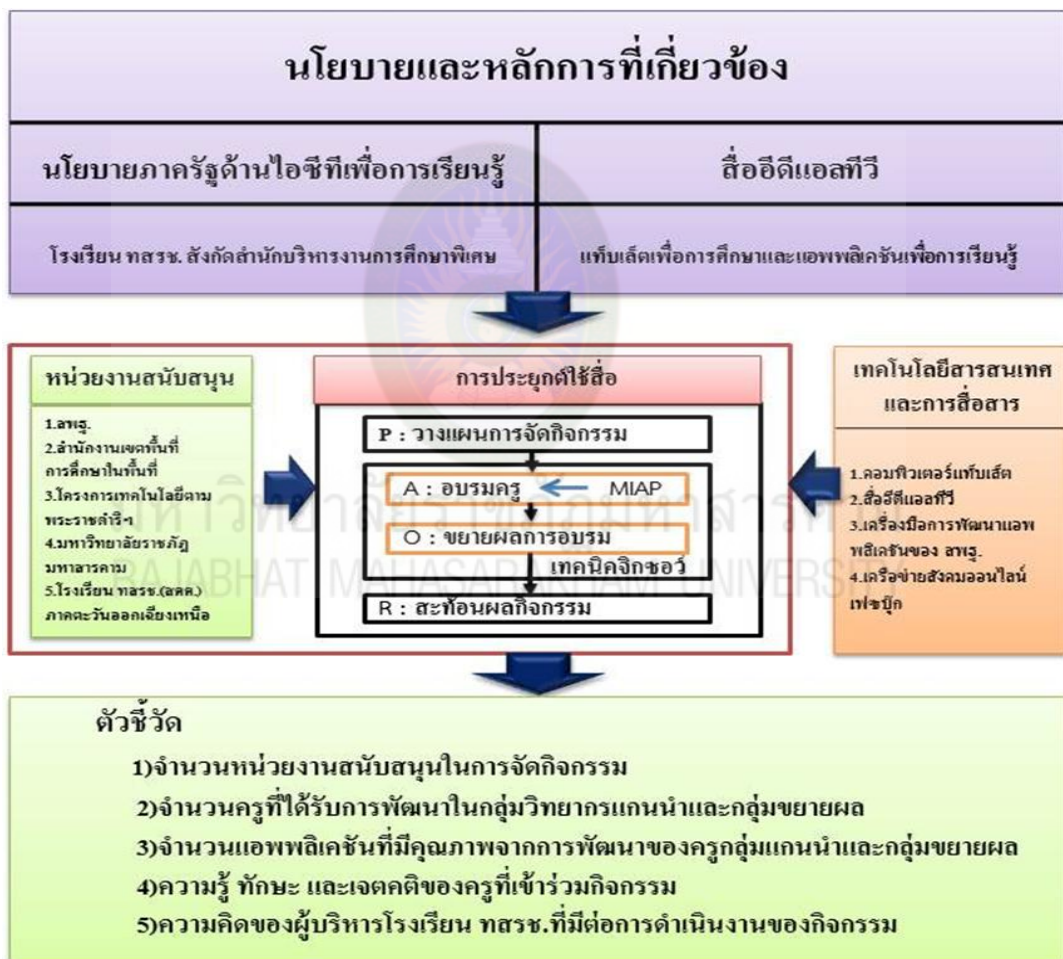 นโยบายและหลักการที่เกี่ยวข้อง
นโยบายภาครัฐด้านไอซีทีเพื่อการเรียนรู้
สื่ออีดีแอลทีวี
โรงเรียน ทสรช. สังกัดสำนักบริหารงานการศึกษาพิเศษ
แท็บเล็ตเพื่อการศึกษาและแอพพลิเคชันเพื่อการเรียนรู้
หน่วยงานสนับสนุน
1.สพฐ.
2.สำนักงานเขตพื้นที่
การศึกษาในพื้นที่
3.โครงการเทคโนโลยีตาม
พระราชดำริฯ
4.มหาวิทยาลัยราชภัฏ
มหาสารคาม
5.โรงเรียน ทสรช.(สศศ.)
ภาคตะวันออกเฉียงเหนือ
การประยุกต์ใช้สื่อ
P : วางแผนการจัดกิจกรรม
A : อบรมครู MIAP
O : ขยายผลการอบรม
เทคนิคจิกซอว์
R : สะท้อนผลกิจกรรม
เทคโนโลยีสารสนเทศ
และการสื่อสาร
1.คอมพิวเตอร์แท็บเล็ต
2.สื่ออีดีแอลทีวี
3.เครื่องมือการพัฒนาแอพ
พลิเคชันของ สพฐ.
4.เครือข่ายสังคมออนไลน์
เฟซบุ๊ก
มหาวิทยาลัยราชภัฏมหาสารคาม
RAJABHAT MAHASARAKHAM UNIVERSITY
ตัวชี้วัด
1)จำนวนหน่วยงานสนับสนุนในการจัดกิจกรรม
2)จำนวนครูที่ได้รับการพัฒนาในกลุ่มวิทยากรแกนนำและกลุ่มขยายผล
3)จำนวนแอพพลิเคชันที่มีคุณภาพจากการพัฒนาของครูกลุ่มแกนนำและกลุ่มขยายผล
4)ความรู้ ทักษะ และเจตคติของครูที่เข้าร่วมกิจกรรม
5)ความคิดของผู้บริหารโรงเรียน ทสรช.ที่มีต่อการดำเนินงานของกิจกรรม